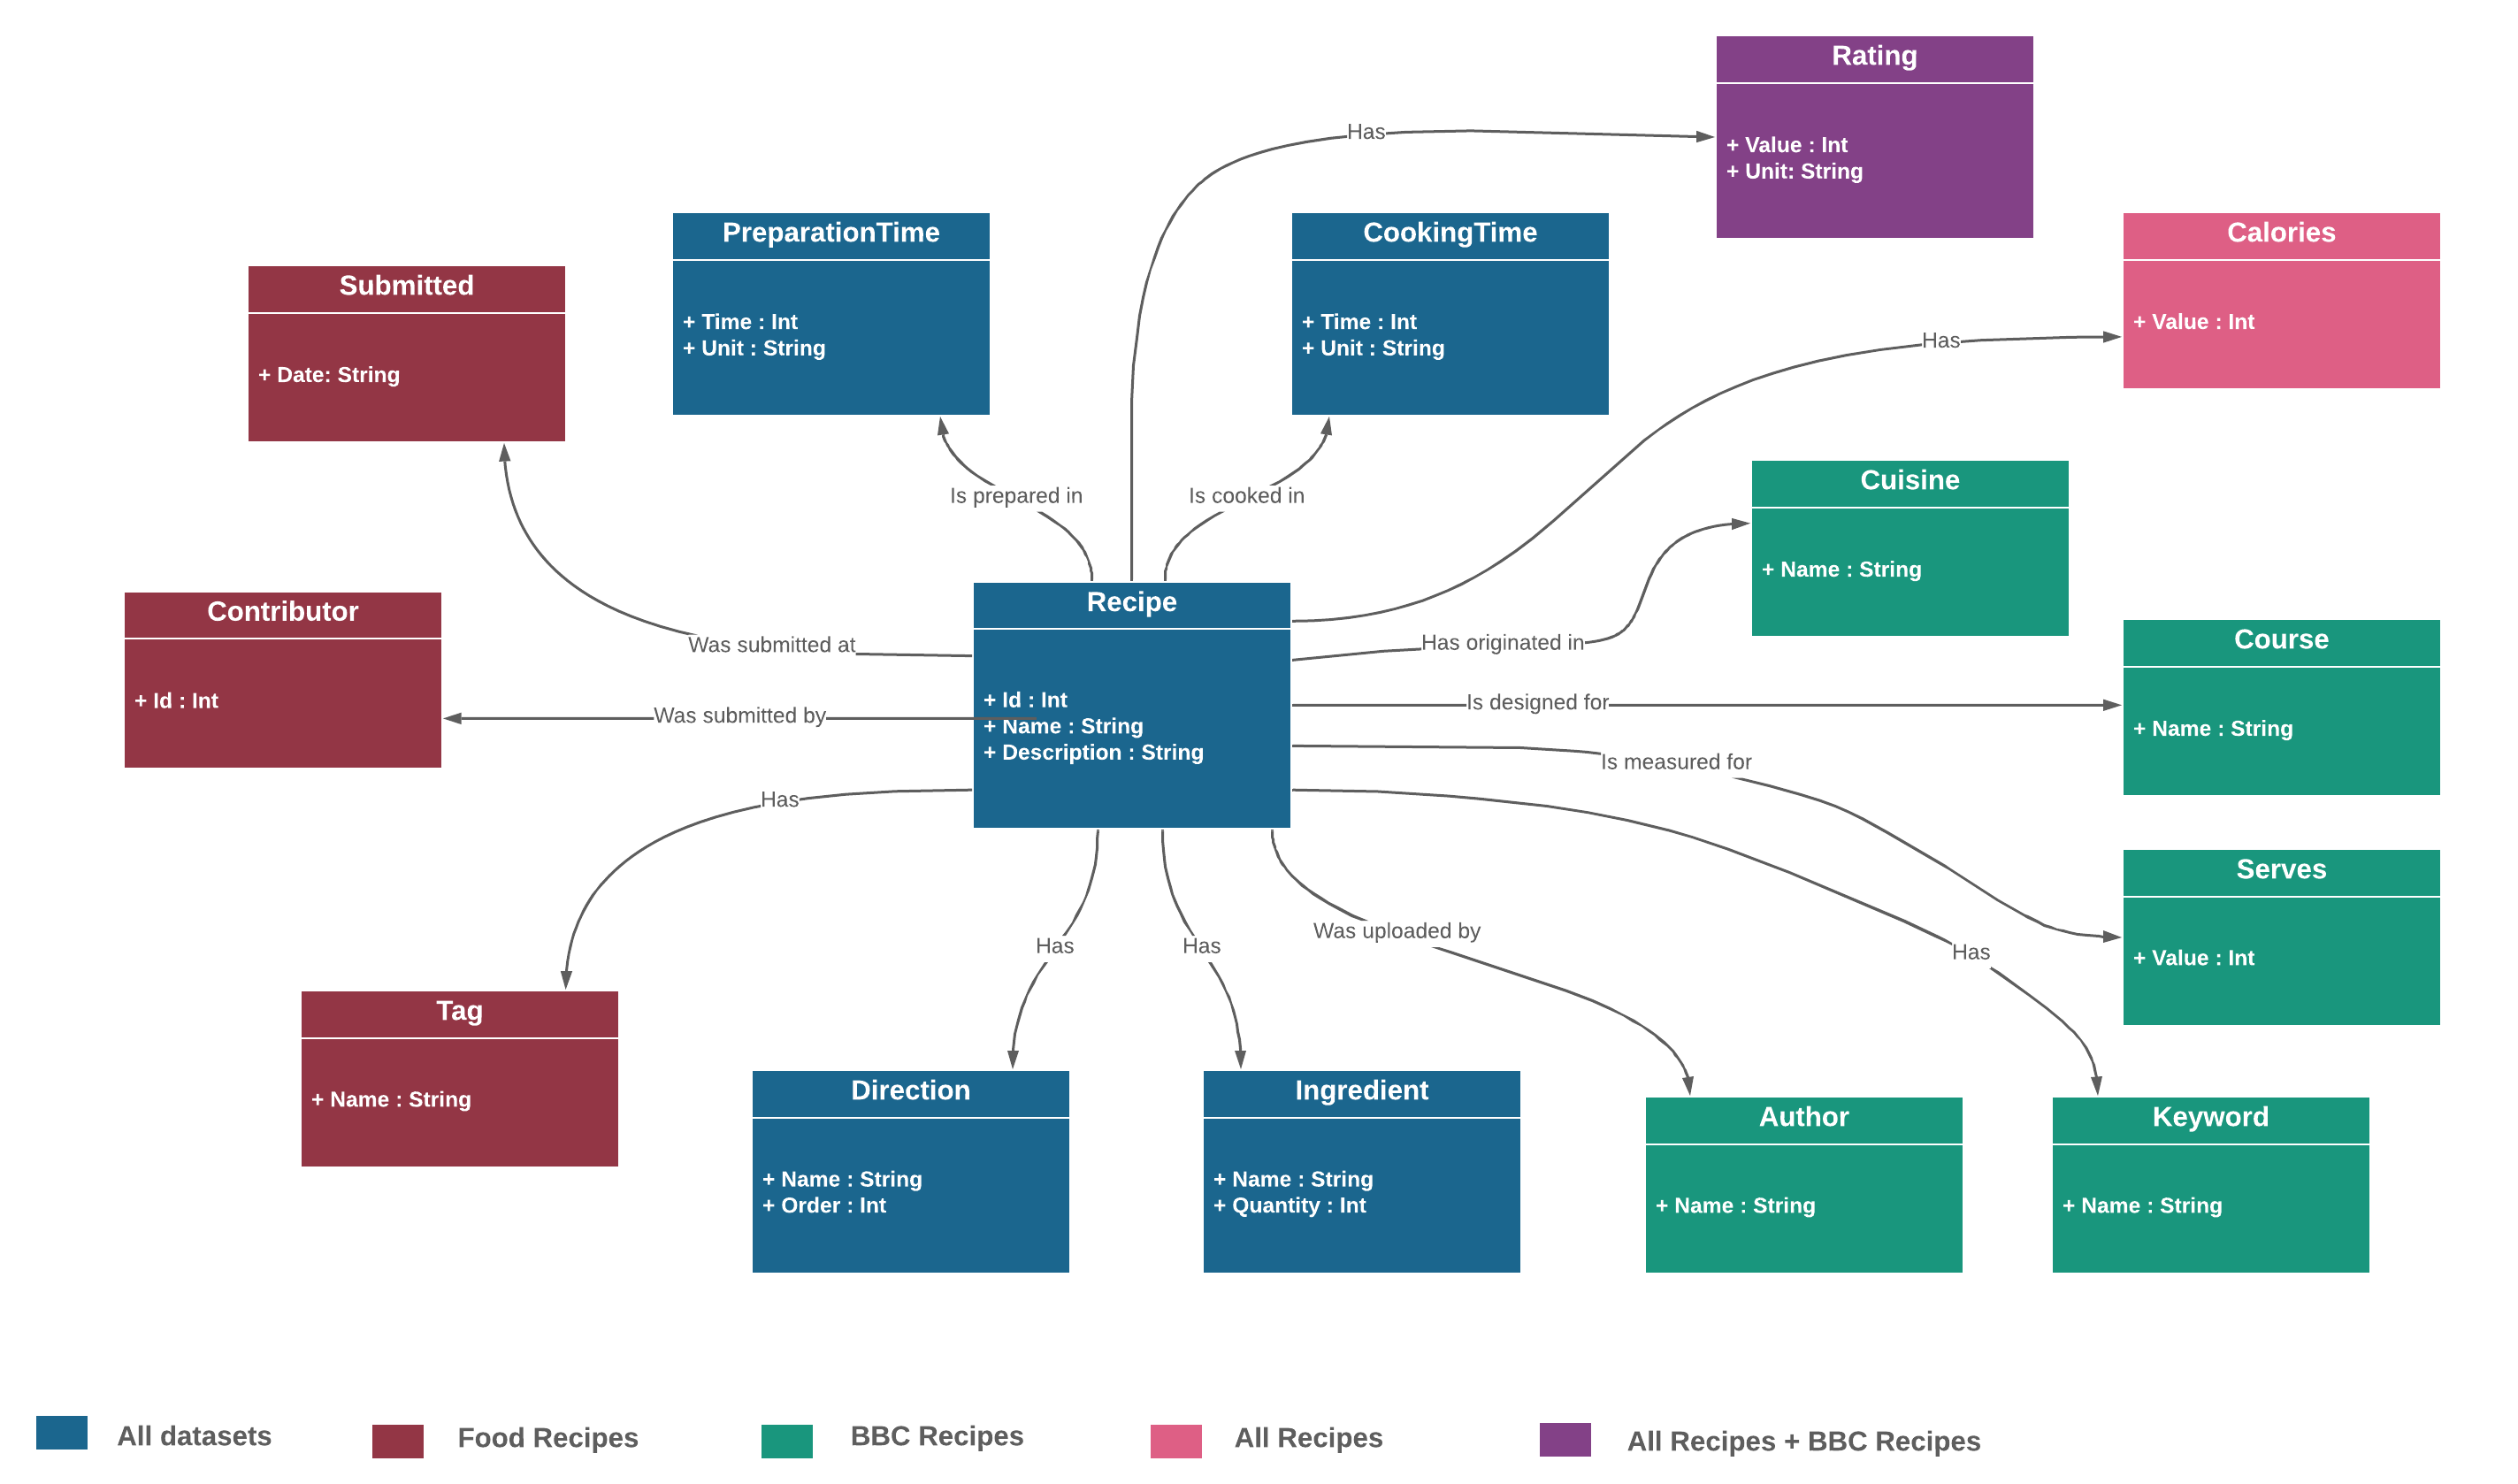 Rating
+ Value : Int
+ Unit: String
Has
PreparationTime
+ Time : Int
+ Unit : String
CookingTime
+ Time : Int
+ Unit : String
Calories
+ Value : Int
Has
Submitted
+ Date: String
Is prepared in
Is cooked in
Cuisine
+ Name : String
Has originated in
Contributor
+ Id : Int
Was submitted at
Was submitted by
Recipe
+ Id : Int
+ Name : String
+ Description : String
Is designed for
Course
+ Name : String
Is measured for
Has
Serves
+ Value : Int
Has
Has
Was uploaded by
Has
Tag
+ Name : String
Direction
+ Name : String
+ Order : Int
Ingredient
+ Name : String
+ Quantity : Int
Author
+ Name : String
Keyword
+ Name : String
All datasets
Food Recipes
BBC Recipes
All Recipes
All Recipes + BBC Recipes